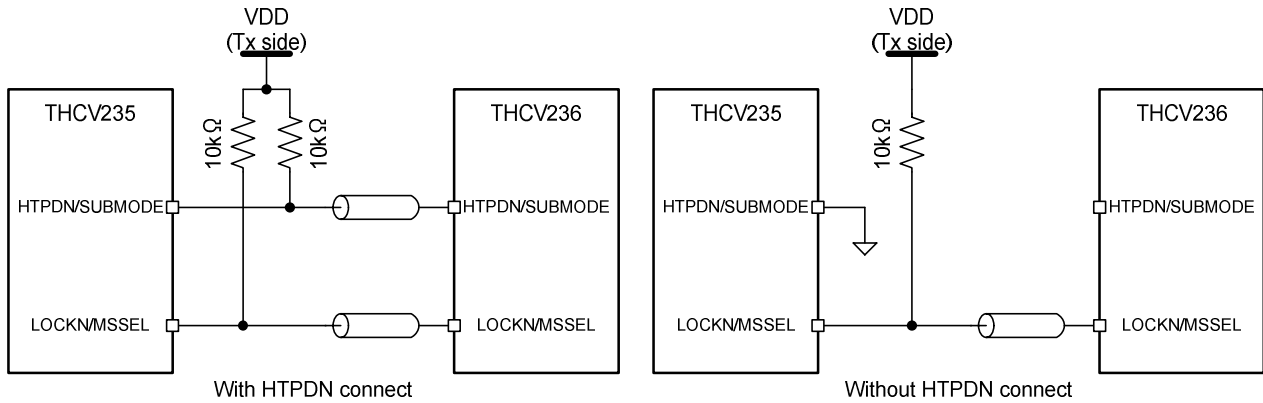 VDD
(Tx side)
THCV235
10kΩ
10kΩ
THCV236
HTPDN/SUBMODE
HTPDN/SUBMODE
LOCKN/MSSEL
LOCKN/MSSEL
With HTPDN connect
VDD
(Tx side)
THCV235
10kΩ
THCV236
HTPDN/SUBMODE
HTPDN/SUBMODE
LOCKN/MSSEL
LOCKN/MSSEL
Without HTPDN connect